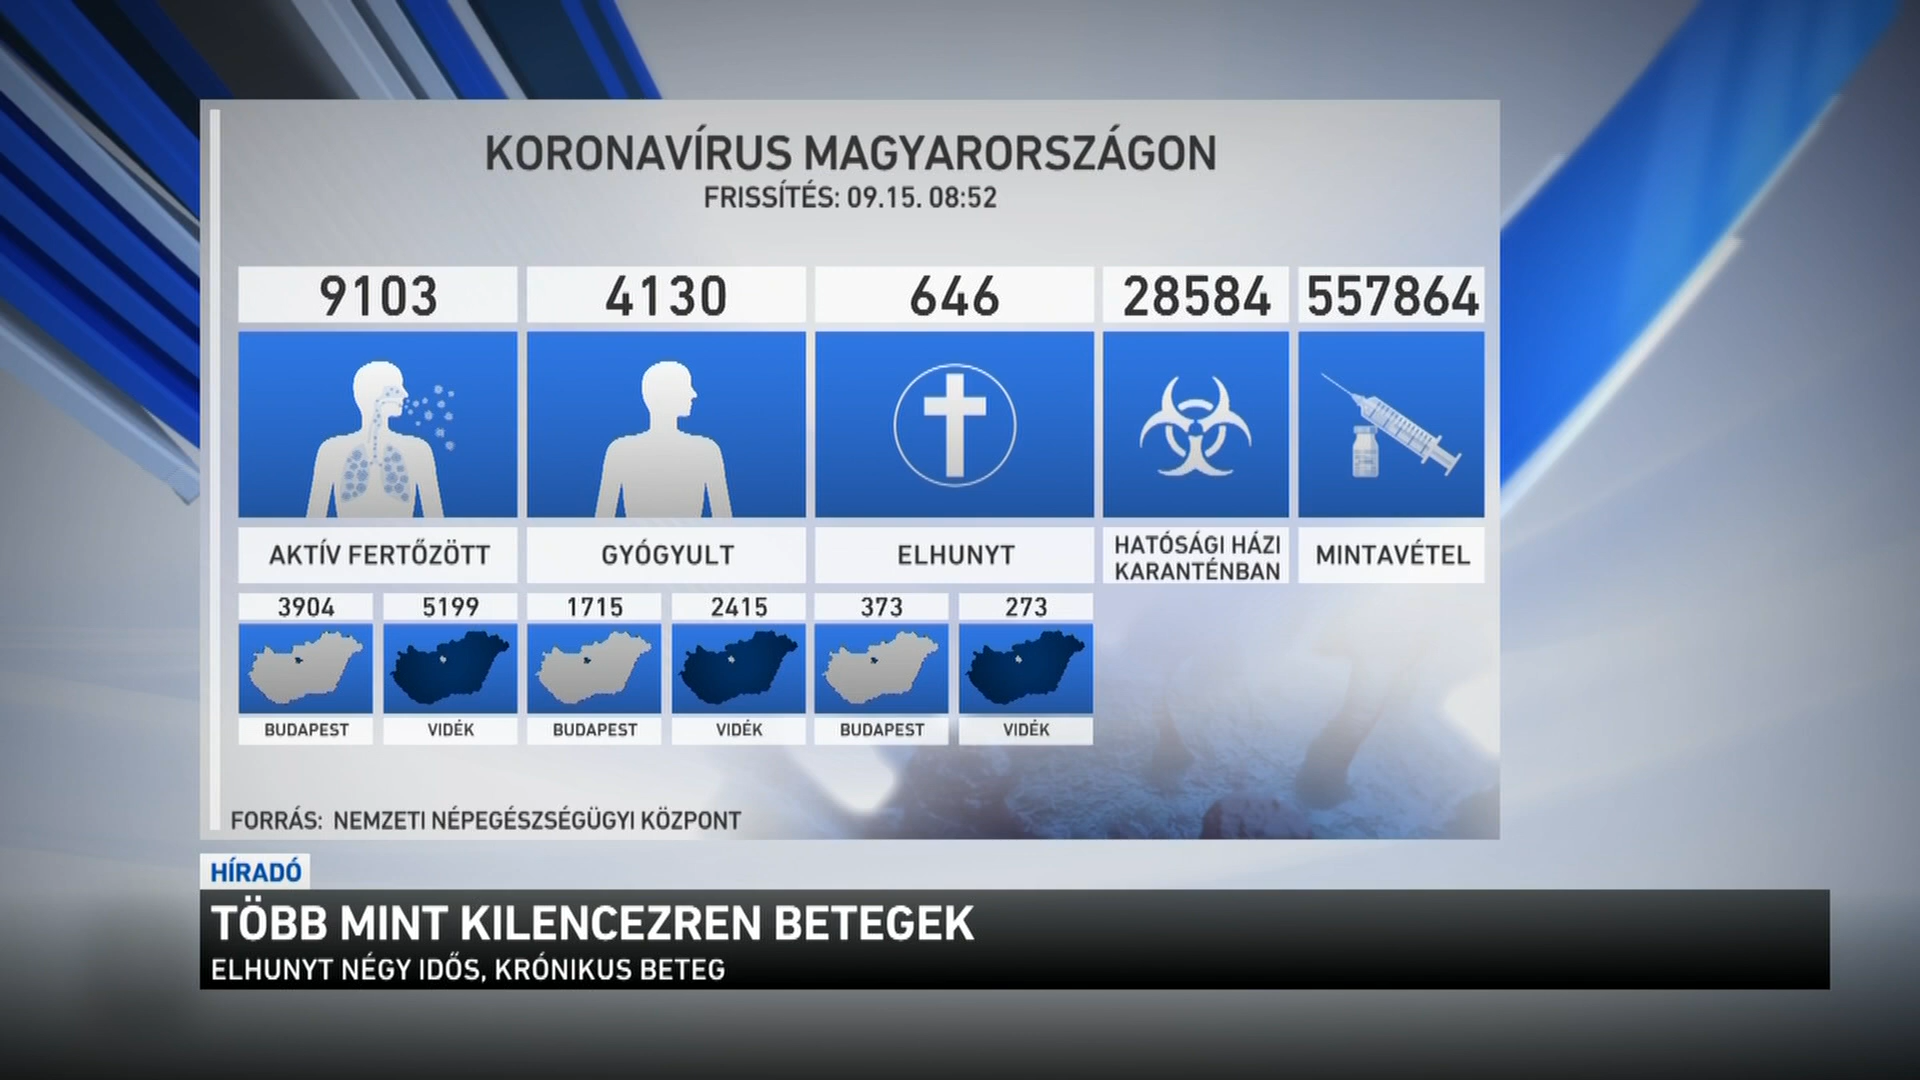 KORONAVÍRUS MAGYARORSZÁGON
FRISSÍTÉS: 09.15. 08:52
9103 4130 646 28584 557864
AKTÍV FERTŐZÖTT GYÓGYULT ELHUNYT HATÓSÁGI HÁZI KARANTÉNBAN MINTAVÉTEL
3904 5199 1715 2415 373 273
BUDAPEST VIDÉK BUDAPEST VIDÉK BUDAPEST VIDÉK
FORRÁS: NEMZETI NÉPEGÉSZSÉGÜGYI KÖZPONT
HÍRADÓ
TÖBB MINT KILENCEZREN BETEGEK
ELHUNYT NÉGY IDŐS, KRÓNIKUS BETEG